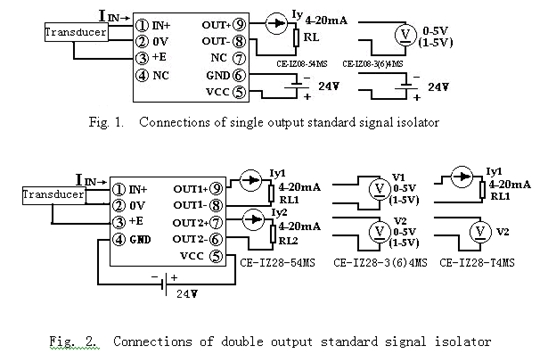 I IN→
Transducer
① IN+
② 0V
③ +E
④ NC
OUT+ ⑨
OUT- ⑧
NC ⑦
GND ⑥
VCC ⑤
Iy
4-20mA
RL
CE-IZ08-54MS
- +
24V
V
0-5V
(1-5V)
CE-IZ08-3(6)4MS
- +
24V
Fig. 1. Connections of single output standard signal isolator
I IN→
Transducer
① IN+
② 0V
③ +E
④ GND
OUT1+ ⑨
OUT1- ⑧
OUT2+ ⑦
OUT2- ⑥
VCC ⑤
Iy1
4-20mA
RL1
Iy2
4-20mA
RL2
CE-IZ28-54MS
- +
24V
V1
V
0-5V
(1-5V)
V2
V
0-5V
(1-5V)
CE-IZ28-3(6)4MS
Iy1
4-20mA
RL1
V
V2
CE-IZ28-T4MS
Fig. 2. Connections of double output standard signal isolator